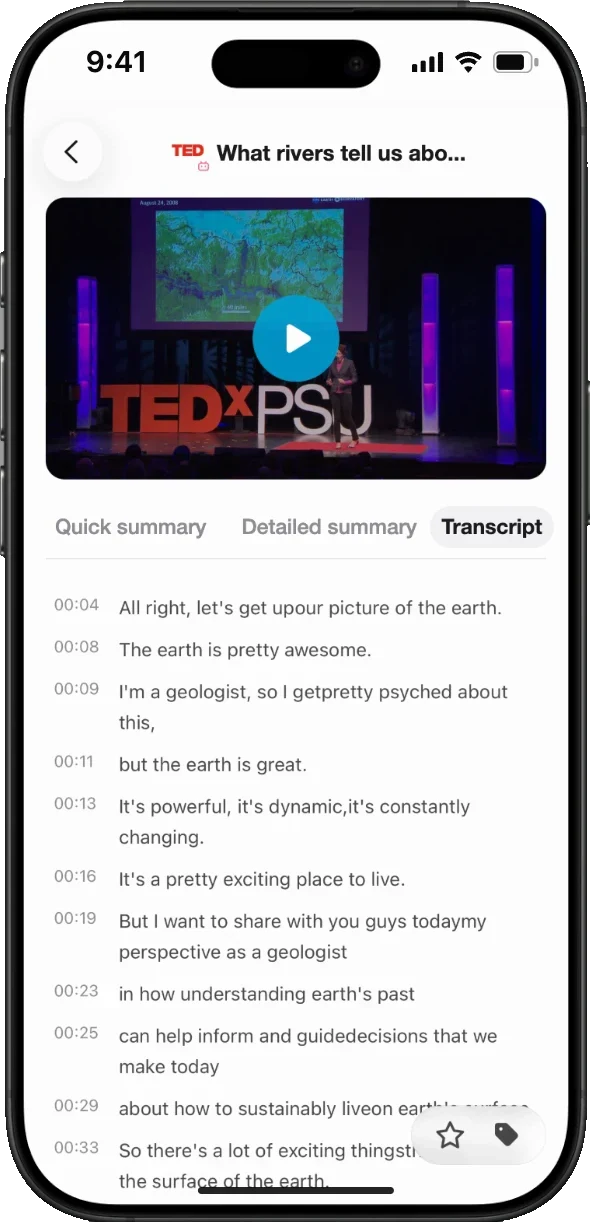 9:41
TED What rivers tell us abo...
August 24, 2008
TEDxPSU
Quick summary Detailed summary Transcript
00:04 All right, let's get upour picture of the earth.
00:08 The earth is pretty awesome.
00:09 I'm a geologist, so I getpretty psyched about
this,
00:11 but the earth is great.
00:13 It's powerful, it's dynamic,it's constantly
changing.
00:16 It's a pretty exciting place to live.
00:19 But I want to share with you guys todaymy
perspective as a geologist
00:23 in how understanding earth's past
00:25 can help inform and guidedecisions that we
make today
00:29 about how to sustainably liveon earth's surface
00:33 So there's a lot of exciting
the surface of the earth.